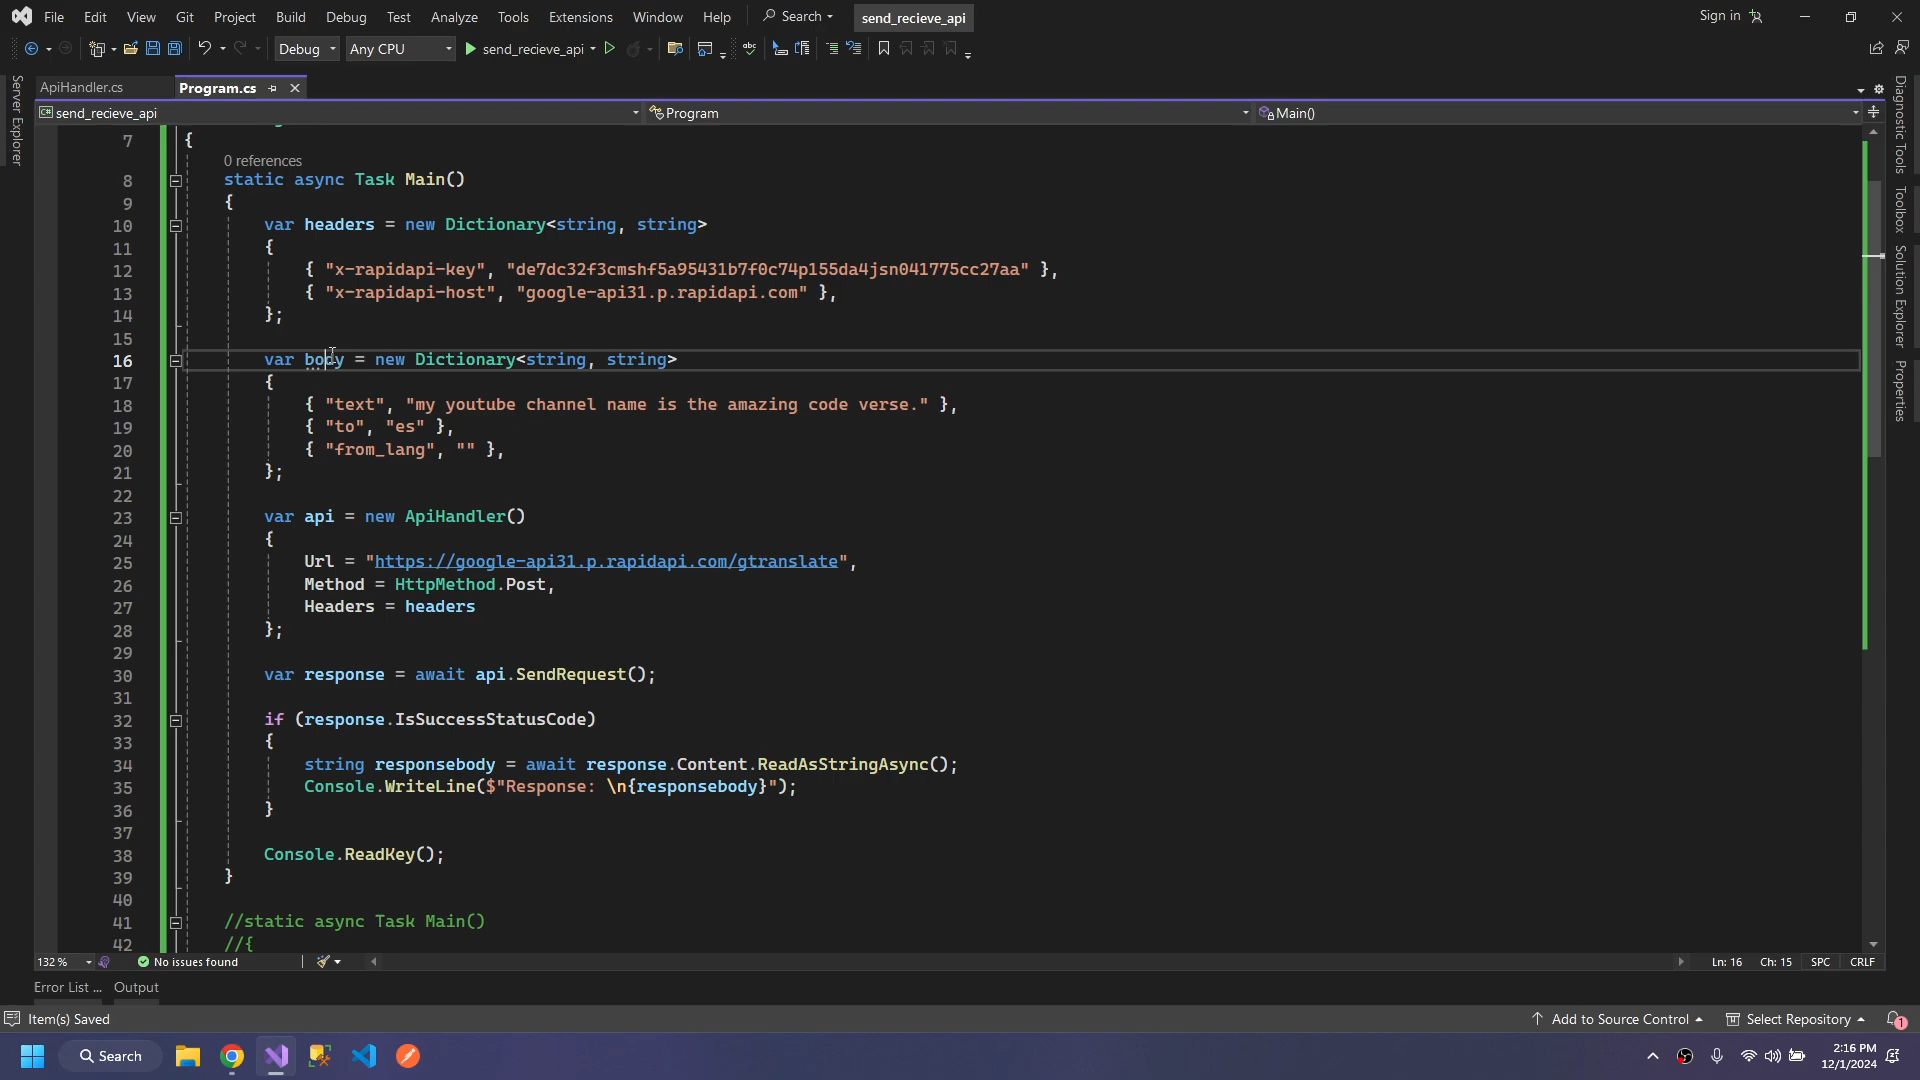 File Edit View Git Project Build Debug Test Analyze Tools Extensions Window Help Search send_recieve_api Sign in
Debug Any CPU send_recieve_api
ApiHandler.cs Program.cs
send_recieve_api Program Main()
7 {
0 references
8 static async Task Main()
9 {
10 var headers = new Dictionary<string, string>
11 {
12 { "x-rapidapi-key", "de7dc32f3cmshf5a95431b7f0c74p155da4jsn041775cc27aa" },
13 { "x-rapidapi-host", "google-api31.p.rapidapi.com" },
14 };
15
16 var body = new Dictionary<string, string>
17 {
18 { "text", "my youtube channel name is the amazing code verse." },
19 { "to", "es" },
20 { "from_lang", "" },
21 };
22
23 var api = new ApiHandler()
24 {
25 Url = "https://google-api31.p.rapidapi.com/gtranslate",
26 Method = HttpMethod.Post,
27 Headers = headers
28 };
29
30 var response = await api.SendRequest();
31
32 if (response.IsSuccessStatusCode)
33 {
34 string responsebody = await response.Content.ReadAsStringAsync();
35 Console.WriteLine($"Response: \n{responsebody}");
36 }
37
38 Console.ReadKey();
39 }
40
41 //static async Task Main()
42 //{
132 % No issues found Ln: 16 Ch: 15 SPC CRLF
Error List ... Output
Item(s) Saved Add to Source Control Select Repository 1
Search 2:16 PM
12/1/2024
Server Explorer
Diagnostic Tools
Toolbox
Solution Explorer
Properties